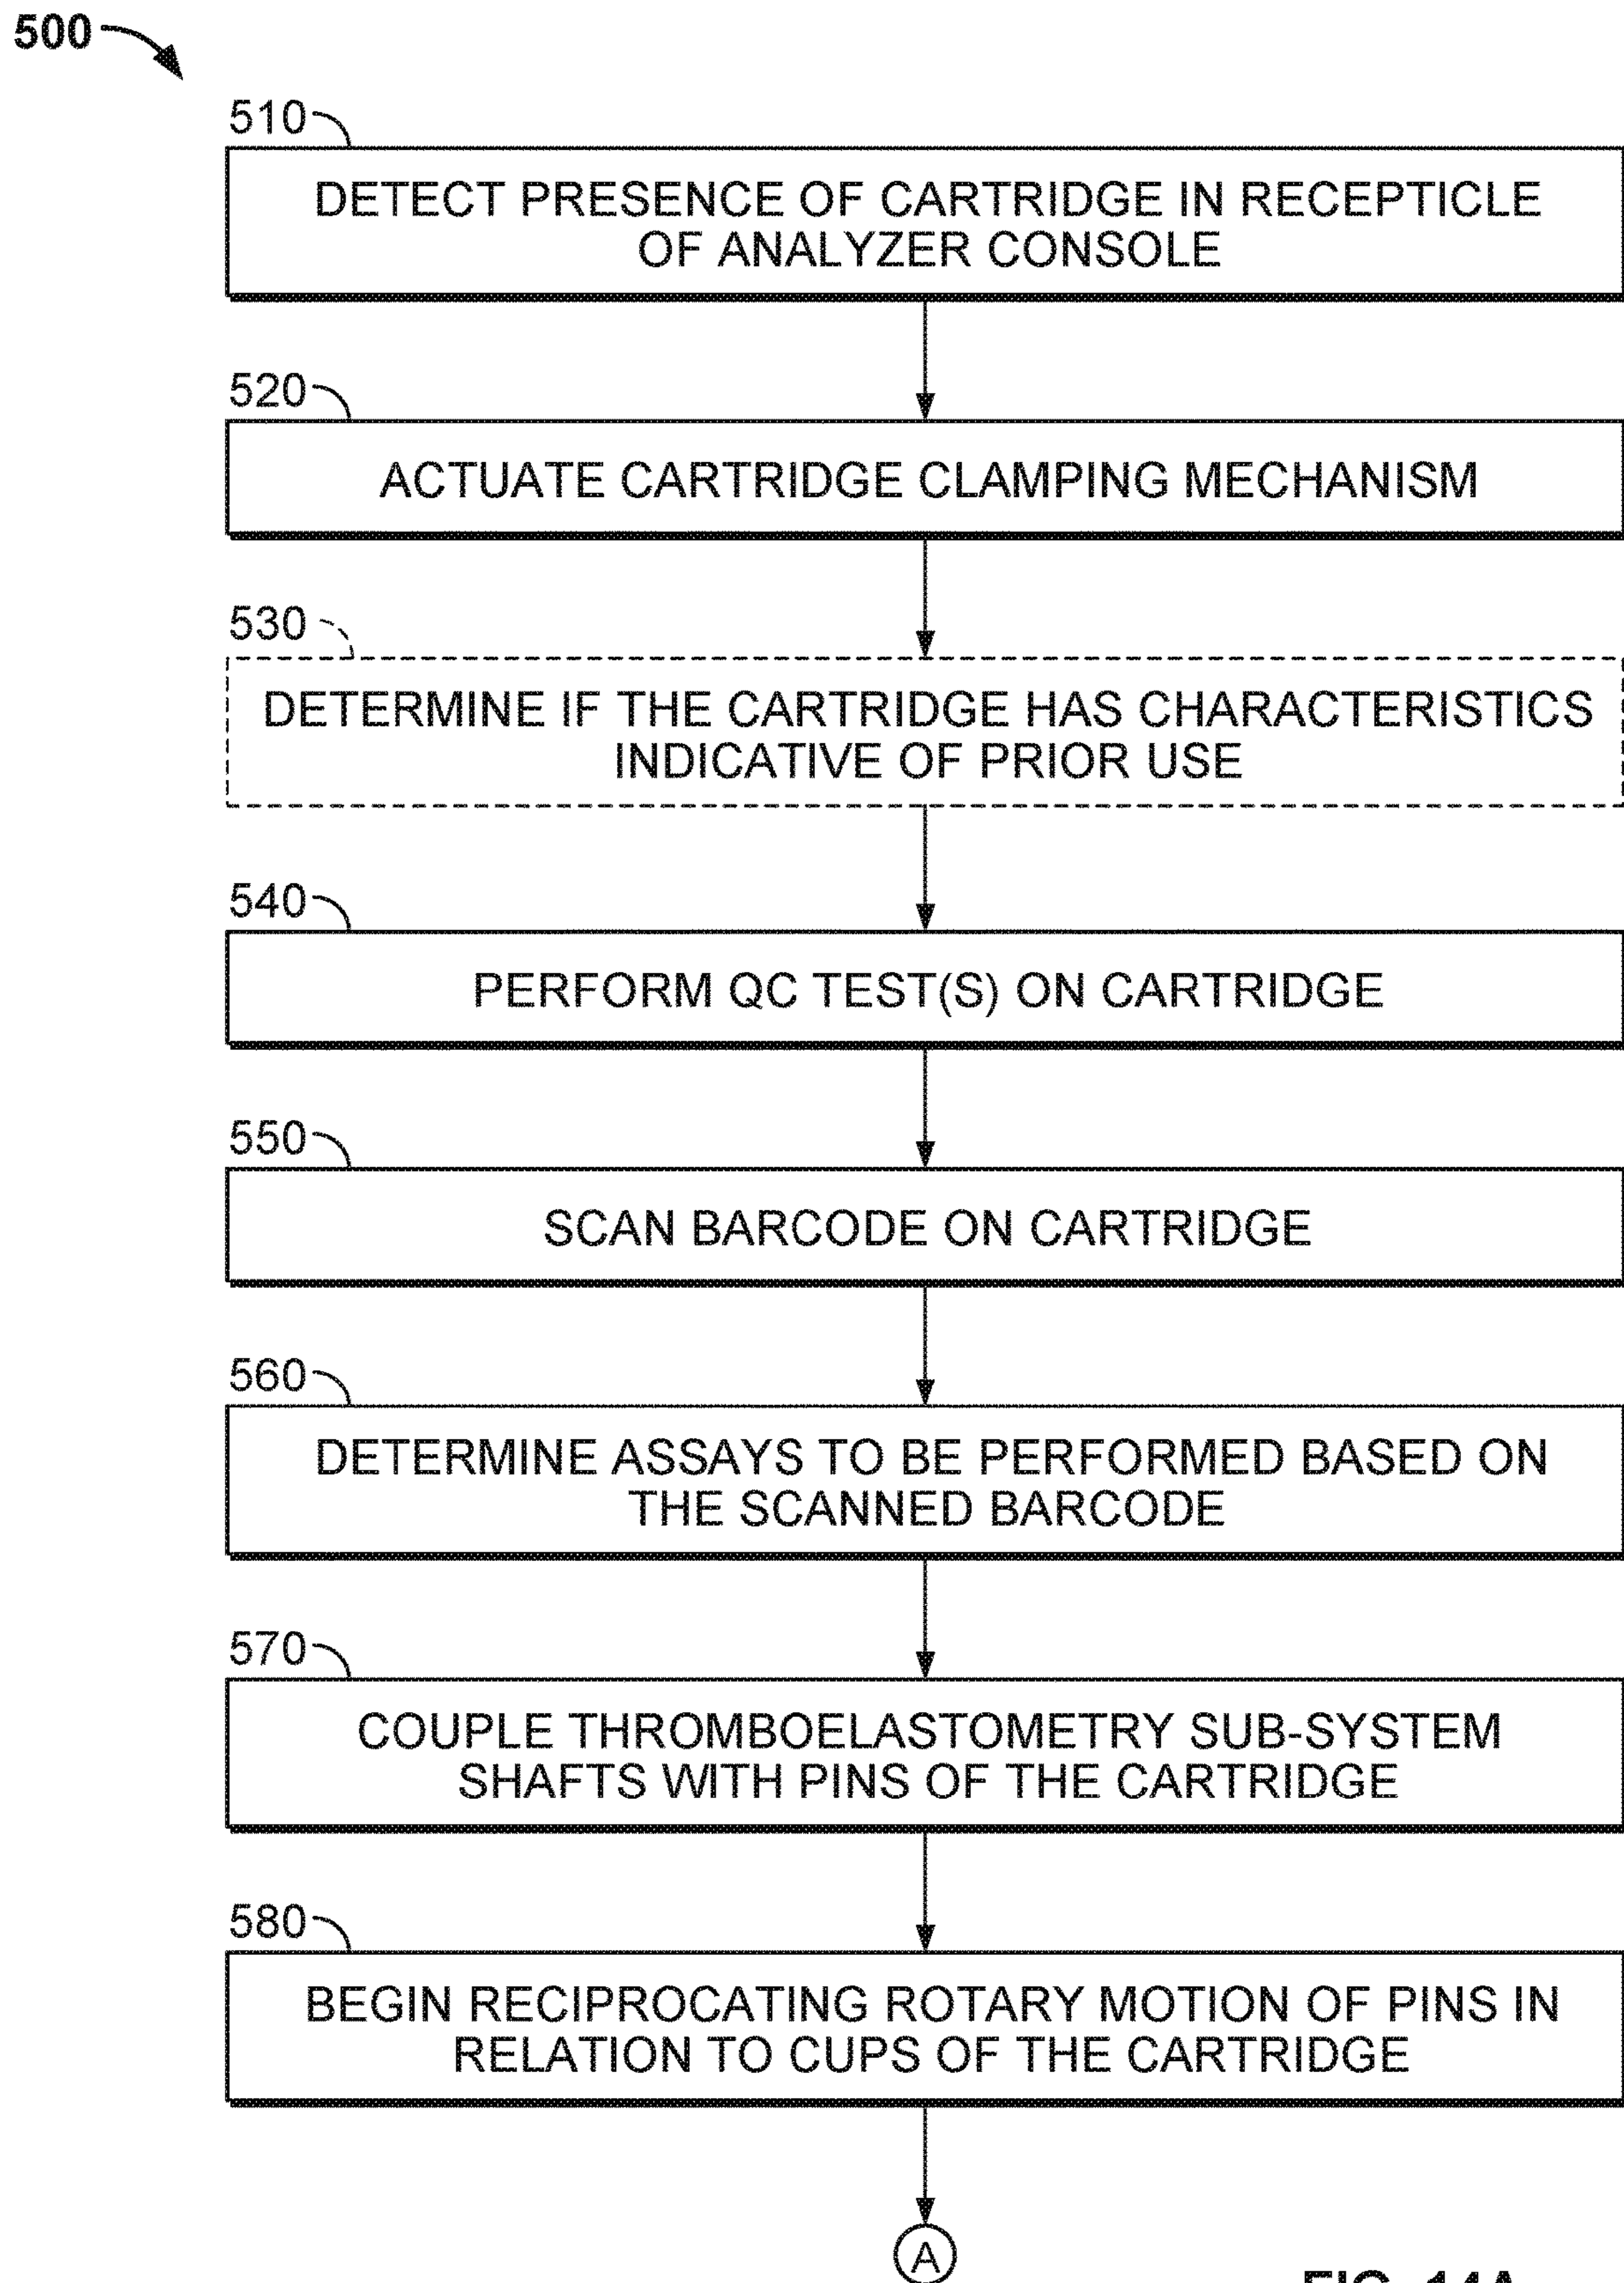 500
510
DETECT PRESENCE OF CARTRIDGE IN RECEPTICLE
OF ANALYZER CONSOLE
520
ACTUATE CARTRIDGE CLAMPING MECHANISM
530
DETERMINE IF THE CARTRIDGE HAS CHARACTERISTICS
INDICATIVE OF PRIOR USE
540
PERFORM QC TEST(S) ON CARTRIDGE
550
SCAN BARCODE ON CARTRIDGE
560
DETERMINE ASSAYS TO BE PERFORMED BASED ON
THE SCANNED BARCODE
570
COUPLE THROMBOELASTOMETRY SUB-SYSTEM
SHAFTS WITH PINS OF THE CARTRIDGE
580
BEGIN RECIPROCATING ROTARY MOTION OF PINS IN
RELATION TO CUPS OF THE CARTRIDGE
A
FIG. 14A